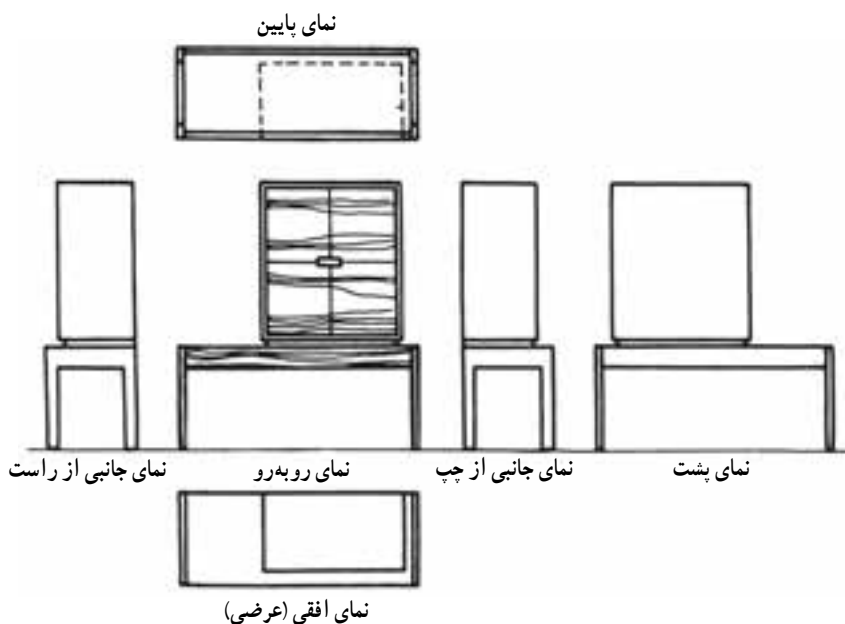 نمای پایین
نمای جانبی از راست
نمای روبه‌رو
نمای جانبی از چپ
نمای پشت
نمای افقی (عرضی)